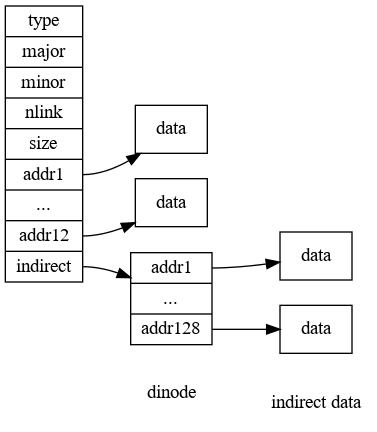 type
major
minor
nlink
size
addr1
...
addr12
indirect
data
data
addr1
...
addr128
data
data
dinode
indirect data